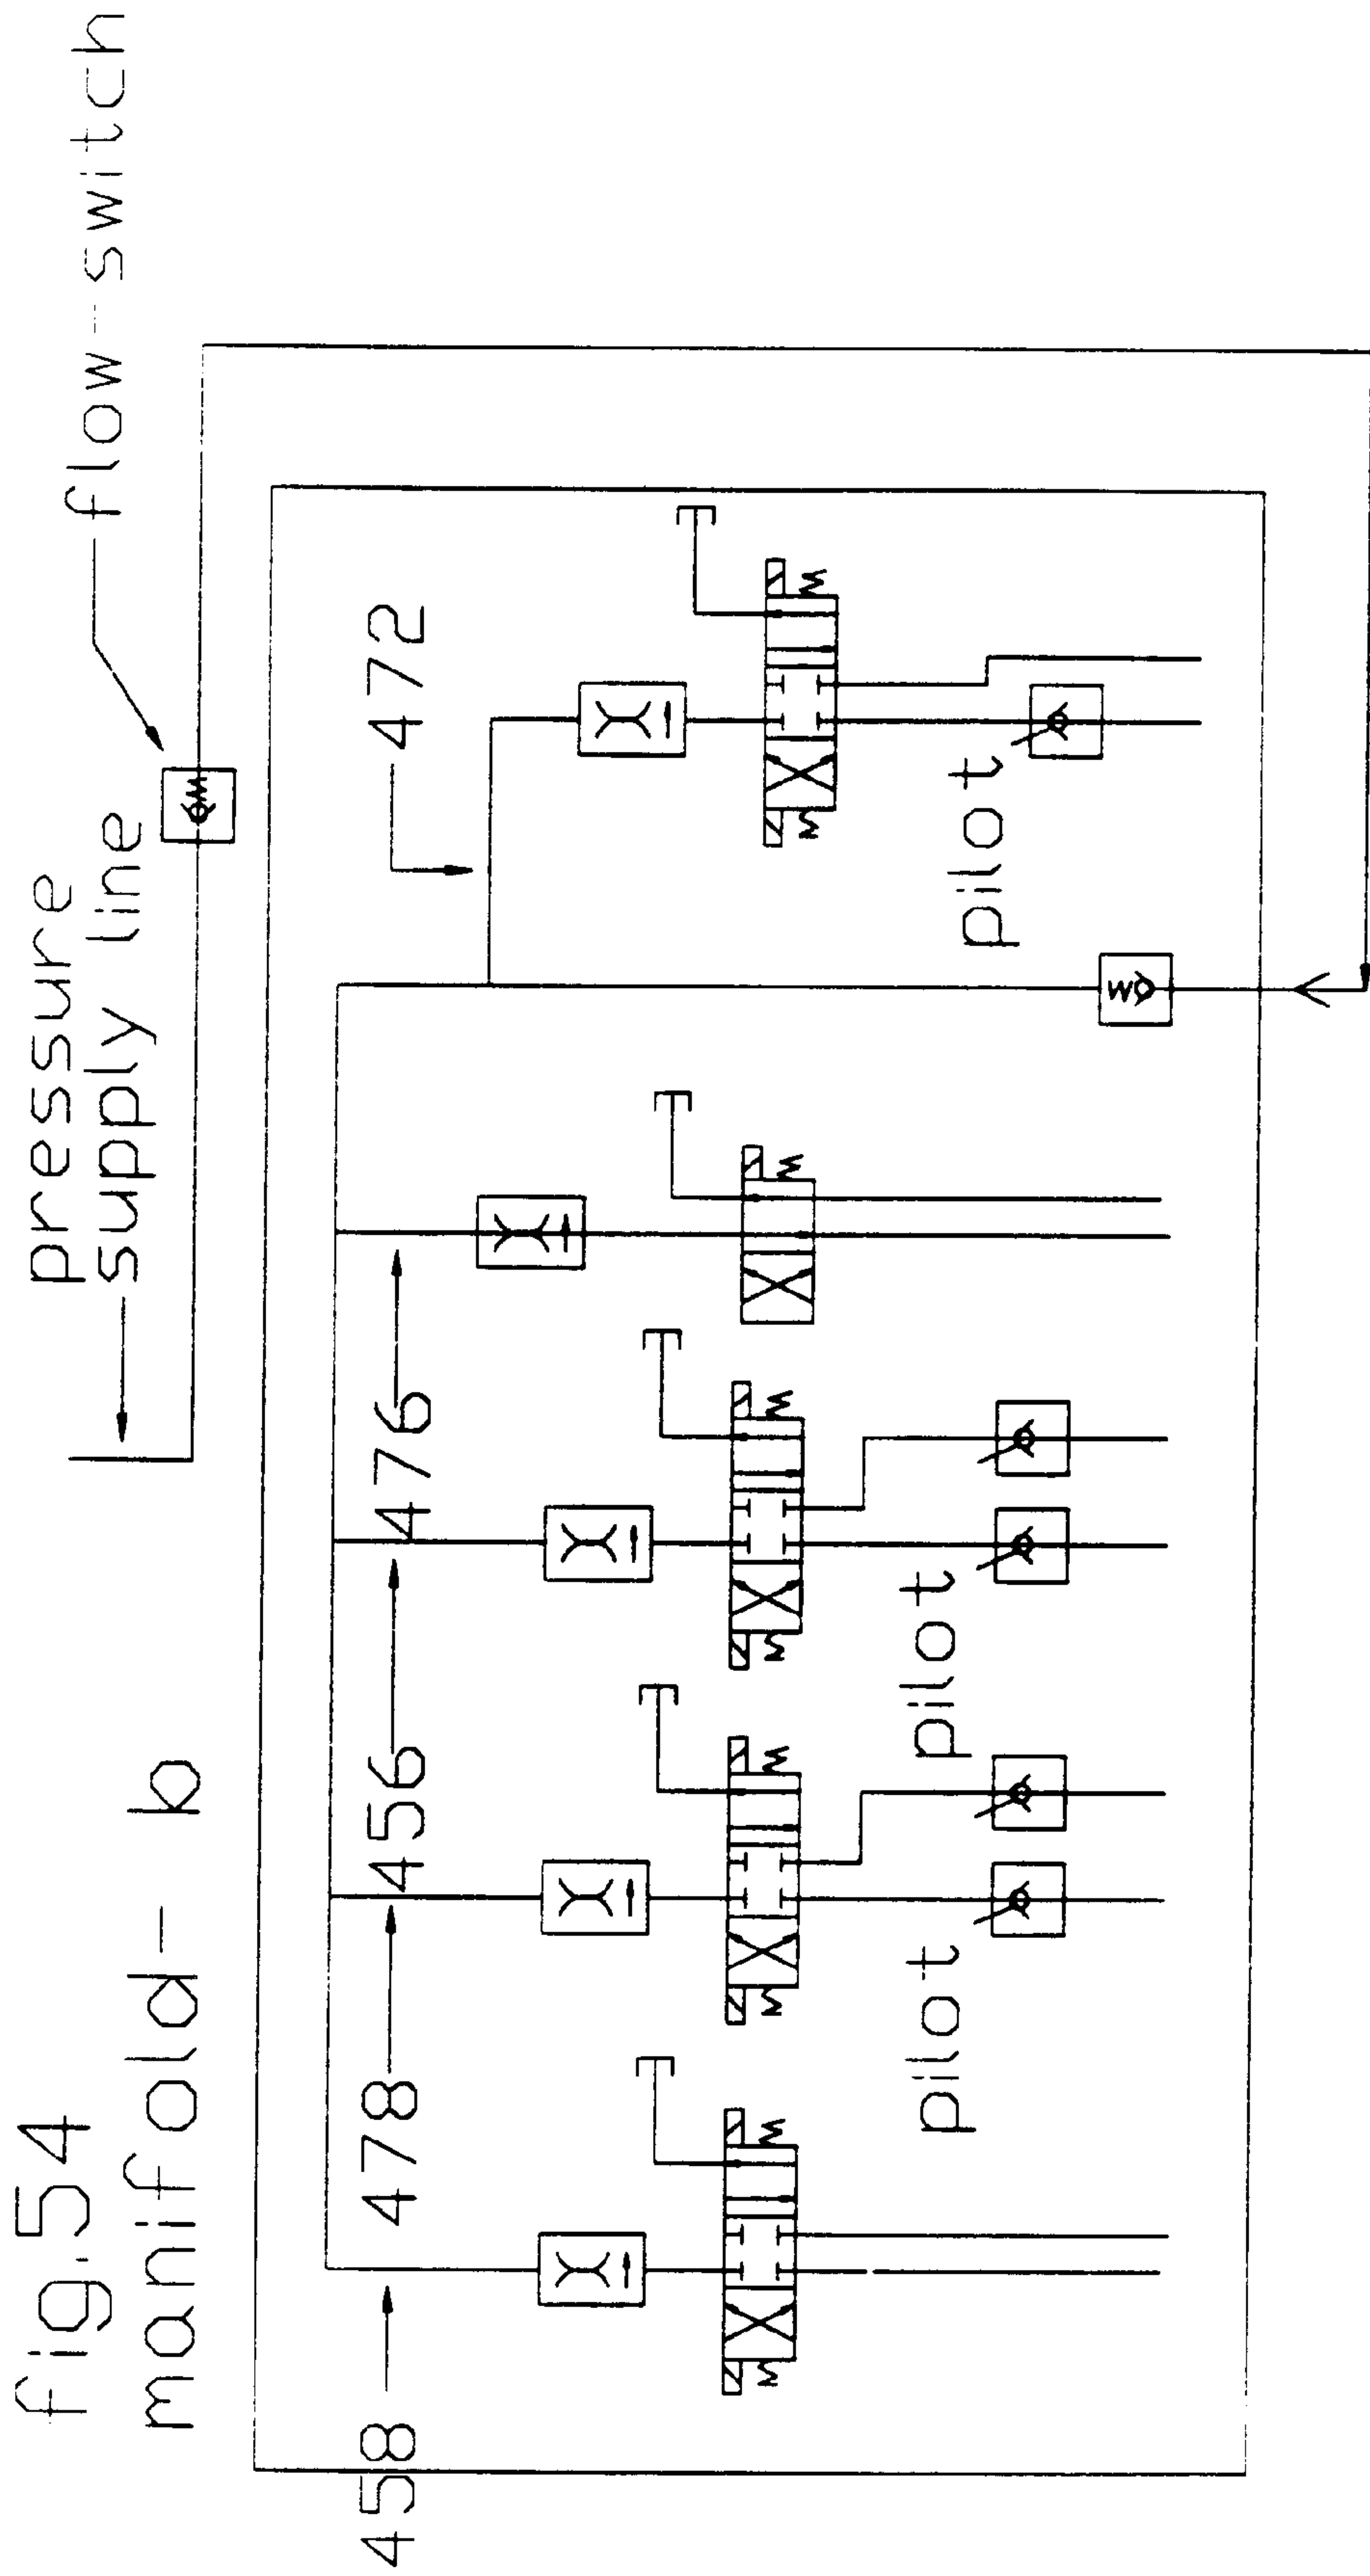 fig.54
manifold- k
pressure
supply line
flow-switch
458
478
456
476
472
pilot
pilot
pilot